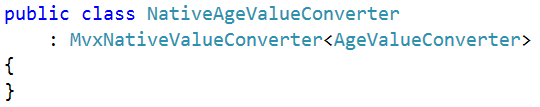 public class NativeAgeValueConverter
: MvxNativeValueConverter<AgeValueConverter>
{
}